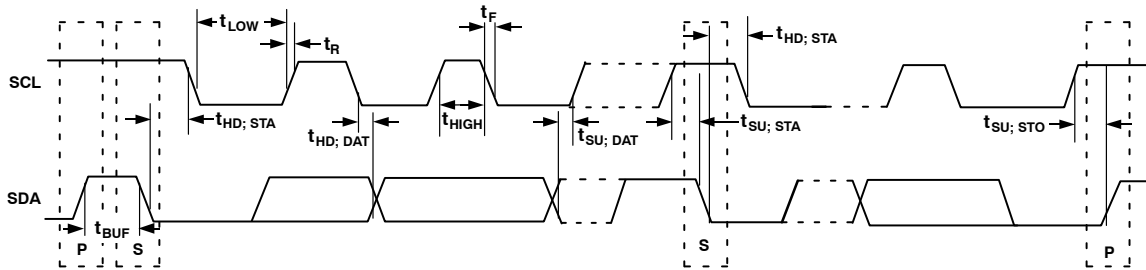 tLOW
tF
tR
tHD; STA
SCL
tHD; STA
tHD; DAT
tHIGH
tSU; DAT
tSU; STA
tSU; STO
SDA
tBUF
P
S
S
P